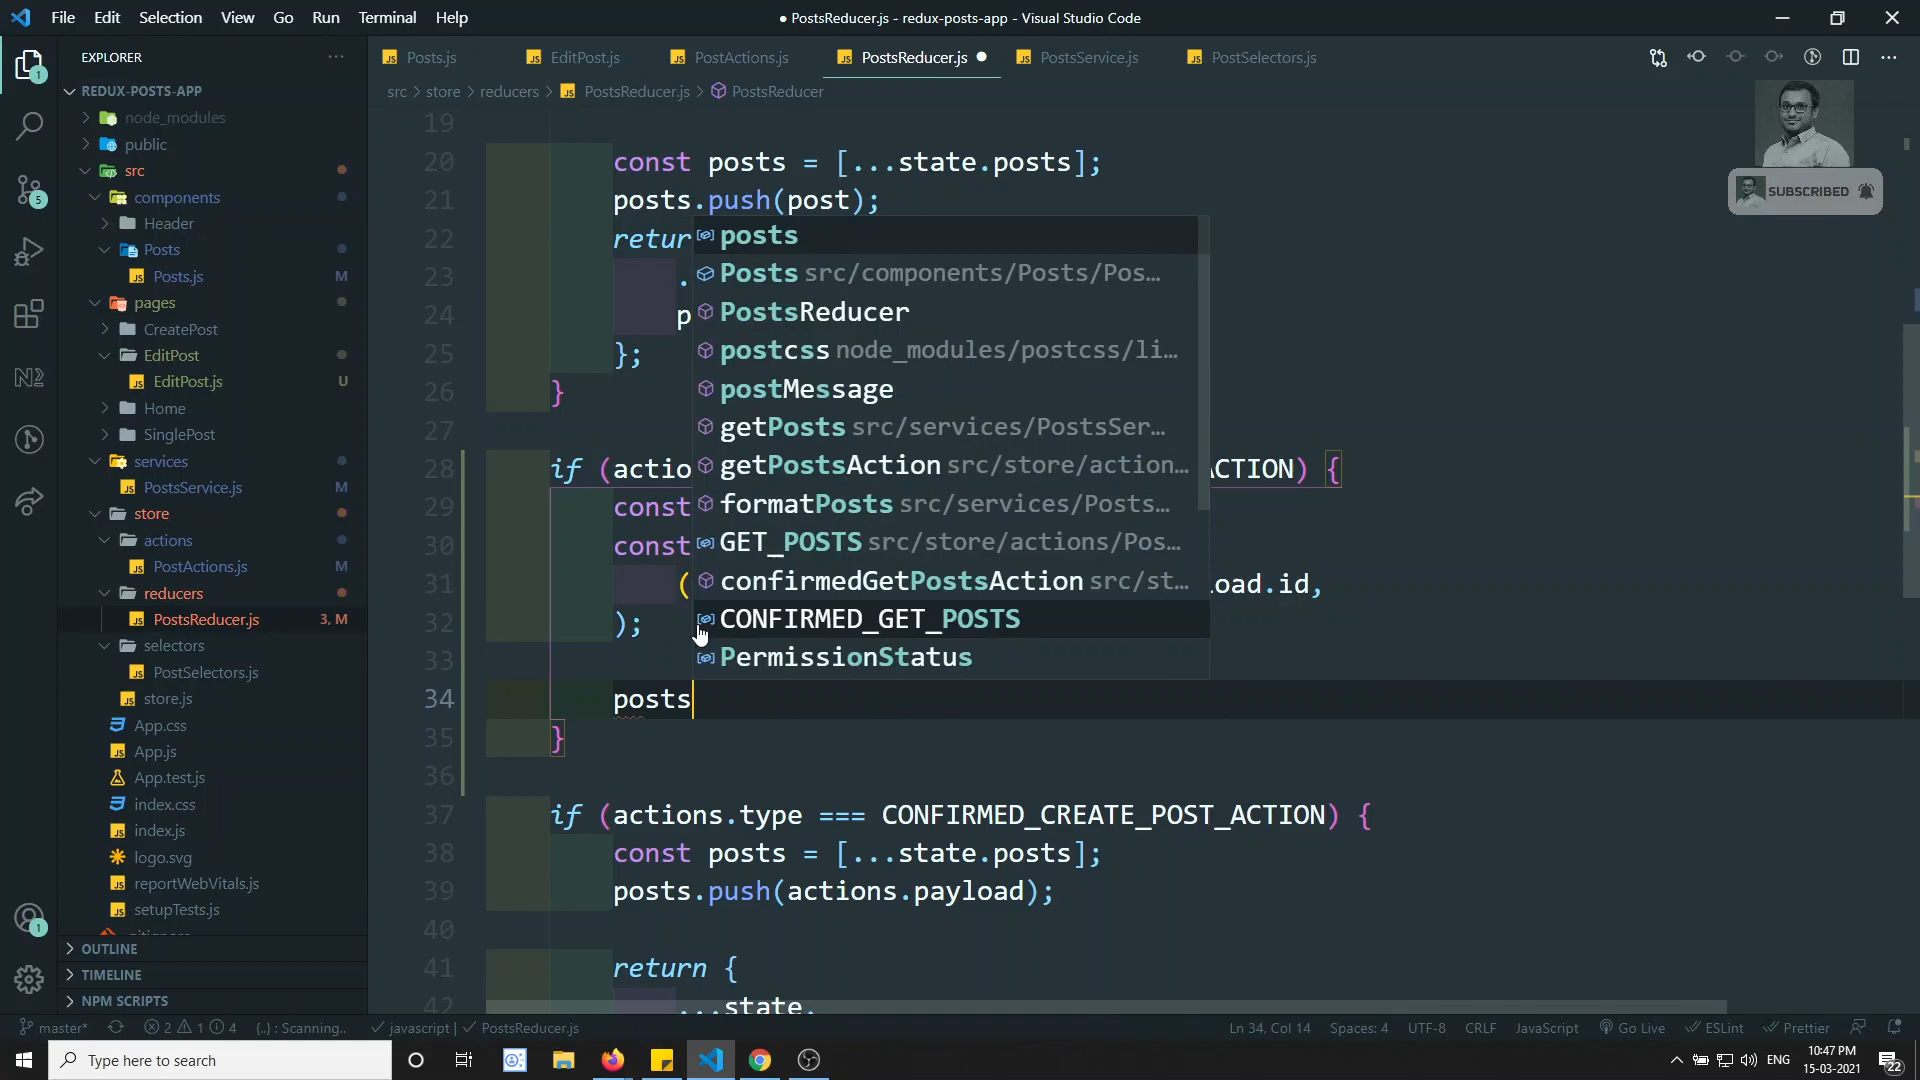 File Edit Selection View Go Run Terminal Help
● PostsReducer.js - redux-posts-app - Visual Studio Code
EXPLORER
Posts.js EditPost.js PostActions.js PostsReducer.js PostsService.js PostSelectors.js
src > store > reducers > PostsReducer.js > PostsReducer
REDUX-POSTS-APP
node_modules
public
src
components
Header
Posts
Posts.js M
pages
CreatePost
EditPost
EditPost.js U
Home
SinglePost
services
PostsService.js M
store
actions
PostActions.js M
reducers
PostsReducer.js 3, M
selectors
PostSelectors.js
store.js
App.css
App.js
App.test.js
index.css
index.js
logo.svg
reportWebVitals.js
setupTests.js
.gitignore
OUTLINE
TIMELINE
NPM SCRIPTS
SUBSCRIBED
19
20 const posts = [...state.posts];
21 posts.push(post);
22 retur
23 .
24 p
25 };
26 }
27
28 if (actio
ACTION) {
29 const
30 const
31 (
load.id,
32 );
33
34 posts
35 }
36
37 if (actions.type === CONFIRMED_CREATE_POST_ACTION) {
38 const posts = [...state.posts];
39 posts.push(actions.payload);
40
41 return {
42 ...state,
posts
Posts src/components/Posts/Pos...
PostsReducer
postcss node_modules/postcss/li...
postMessage
getPosts src/services/PostsSer...
getPostsAction src/store/action...
formatPosts src/services/Posts...
GET_POSTS src/store/actions/Pos...
confirmedGetPostsAction src/st...
CONFIRMED_GET_POSTS
PermissionStatus
1
5
1
master* 2 1 4 {..} : Scanning.. javascript | PostsReducer.js
Ln 34, Col 14 Spaces: 4 UTF-8 CRLF JavaScript Go Live ESLint Prettier
Type here to search
ENG
10:47 PM
15-03-2021
22